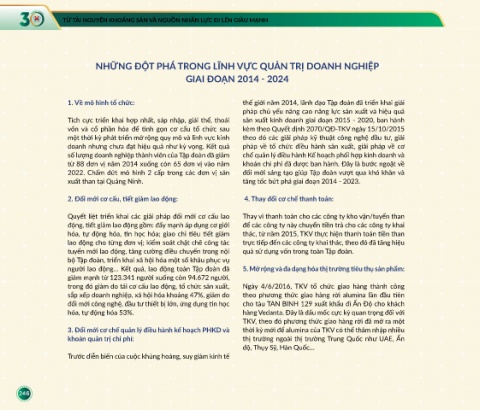 30
TỪ TÀI NGUYÊN KHOÁNG SẢN VÀ NGUỒN NHÂN LỰC ĐI LÊN GIÀU MẠNH
NHỮNG ĐỘT PHÁ TRONG LĨNH VỰC QUẢN TRỊ DOANH NGHIỆP
GIAI ĐOẠN 2014 - 2024
1. Về mô hình tổ chức:
Tích cực triển khai hợp nhất, sáp nhập, giải thể, thoái
vốn và cổ phần hóa để tinh gọn cơ cấu tổ chức sau
một thời kỳ phát triển mở rộng quy mô và lĩnh vực kinh
doanh nhưng chưa đạt hiệu quả như kỳ vọng. Kết quả
số lượng doanh nghiệp thành viên của Tập đoàn đã giảm
từ 88 đơn vị năm 2014 xuống còn 65 đơn vị vào năm
2022. Chấm dứt mô hình 2 cấp trong các đơn vị sản
xuất than tại Quảng Ninh.
2. Đổi mới cơ cấu, tiết giảm lao động:
Quyết liệt triển khai các giải pháp đổi mới cơ cấu lao
động, tiết giảm lao động gồm: đẩy mạnh áp dụng cơ giới
hóa, tự động hóa, tin học hóa; giao chỉ tiêu tiết giảm
lao động cho từng đơn vị; kiểm soát chặt chẽ công tác
tuyển mới lao động, tăng cường điều chuyển trong nội
bộ Tập đoàn, triển khai xã hội hóa một số khâu phục vụ
người lao động... Kết quả, lao động toàn Tập đoàn đã
giảm mạnh từ 123.341 người xuống còn 94.672 người,
trong đó giảm do tái cơ cấu lao động, tổ chức sản xuất,
sắp xếp doanh nghiệp, xã hội hóa khoảng 47%, giảm do
đổi mới công nghệ, đầu tư thiết bị lớn, ứng dụng tin học
hóa, tự động hóa 53%.
3. Đổi mới cơ chế quản lý điều hành kế hoạch PHKD và
khoán quản trị chi phí:
Trước diễn biến của cuộc khủng hoảng, suy giảm kinh tế
thế giới năm 2014, lãnh đạo Tập đoàn đã triển khai giải
pháp chủ yếu nâng cao năng lực sản xuất và hiệu quả
sản xuất kinh doanh giai đoạn 2015 - 2020, ban hành
kèm theo Quyết định 2070/QĐ-TKV ngày 15/10/2015
theo đó các giải pháp kỹ thuật công nghệ đầu tư, giải
pháp về tổ chức điều hành sản xuất, giải pháp về cơ
chế quản lý điều hành Kế hoạch phối hợp kinh doanh và
khoán chi phí đã được ban hành. Đây là bước ngoặt về
đổi mới sáng tạo giúp Tập đoàn vượt qua khó khăn và
tăng tốc bứt phá giai đoạn 2014 - 2023.
4. Thay đổi cơ chế thanh toán:
Thay vì thanh toán cho các công ty kho vận/tuyển than
để các công ty này chuyển tiền trả cho các công ty khai
thác, từ năm 2015, TKV thực hiện thanh toán tiền than
trực tiếp đến các công ty khai thác, theo đó đã tăng hiệu
quả sử dụng vốn trong toàn Tập đoàn.
5. Mở rộng và đa dạng hóa thị trường tiêu thụ sản phẩm:
Ngày 4/6/2016, TKV tổ chức giao hàng thành công
theo phương thức giao hàng rời alumina lần đầu tiên
cho tàu TAN BINH 129 xuất khẩu đi Ấn Độ cho khách
hàng Vedanta. Đây là dấu mốc cực kỳ quan trọng đối với
TKV, theo đó phương thức giao hàng rời đã mở ra một
thời kỳ mới để alumina của TKV có thể thâm nhập nhiều
thị trường ngoài thị trường Trung Quốc như UAE, Ấn
độ, Thụy Sỹ, Hàn Quốc...
246